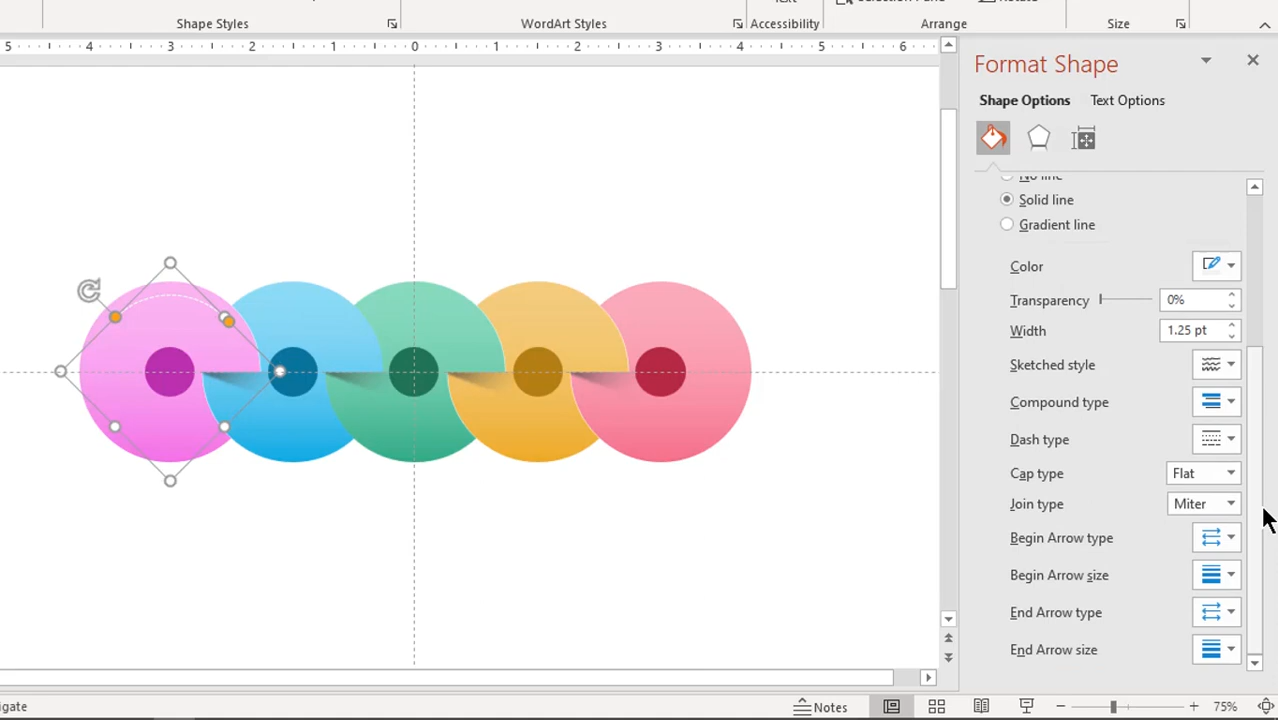 Shape Styles
WordArt Styles
Accessibility
Arrange
Size
5 4 3 2 1 0 1 2 3 4 5 6
Format Shape
Shape Options Text Options
Solid line
Gradient line
Color
Transparency 0%
Width 1.25 pt
Sketched style
Compound type
Dash type
Cap type Flat
Join type Miter
Begin Arrow type
Begin Arrow size
End Arrow type
End Arrow size
igate
Notes
75%